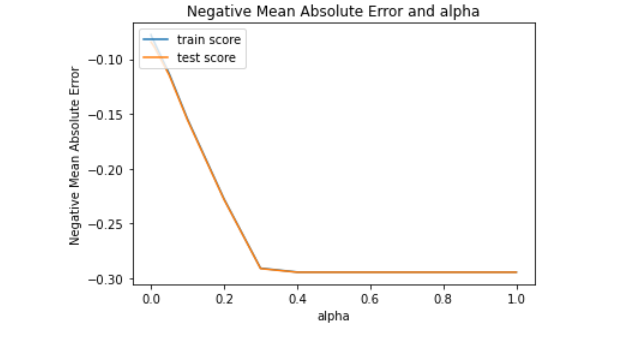 Negative Mean Absolute Error and alpha
train score
test score
−0.10
−0.15
−0.20
−0.25
−0.30
Negative Mean Absolute Error
0.0 0.2 0.4 0.6 0.8 1.0
alpha